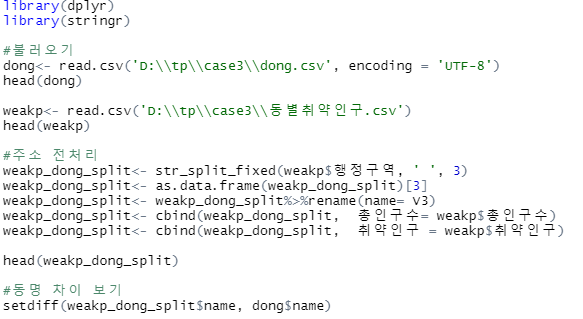 library(dplyr)
library(stringr)
#불러오기
dong<- read.csv('D:\\tp\\case3\\dong.csv', encoding = 'UTF-8')
head(dong)
weakp<- read.csv('D:\\tp\\case3\\동별취약인구.csv')
head(weakp)
#주소 전처리
weakp_dong_split<- str_split_fixed(weakp$행정구역, ' ', 3)
weakp_dong_split<- as.data.frame(weakp_dong_split)[3]
weakp_dong_split<- weakp_dong_split%>%rename(name= V3)
weakp_dong_split<- cbind(weakp_dong_split, 총인구수= weakp$총인구수)
weakp_dong_split<- cbind(weakp_dong_split, 취약인구 = weakp$취약인구)
head(weakp_dong_split)
#동명 차이 보기
setdiff(weakp_dong_split$name, dong$name)